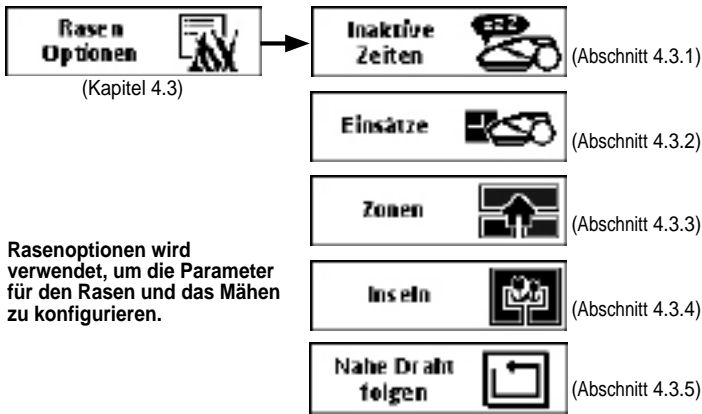 Rasen
Optionen
(Kapitel 4.3)
Inaktive
Zeiten
(Abschnitt 4.3.1)
Einsätze
(Abschnitt 4.3.2)
Zonen
(Abschnitt 4.3.3)
Rasenoptionen wird
verwendet, um die Parameter
für den Rasen und das Mähen
zu konfigurieren.
Inseln
(Abschnitt 4.3.4)
Nahe Draht
folgen
(Abschnitt 4.3.5)